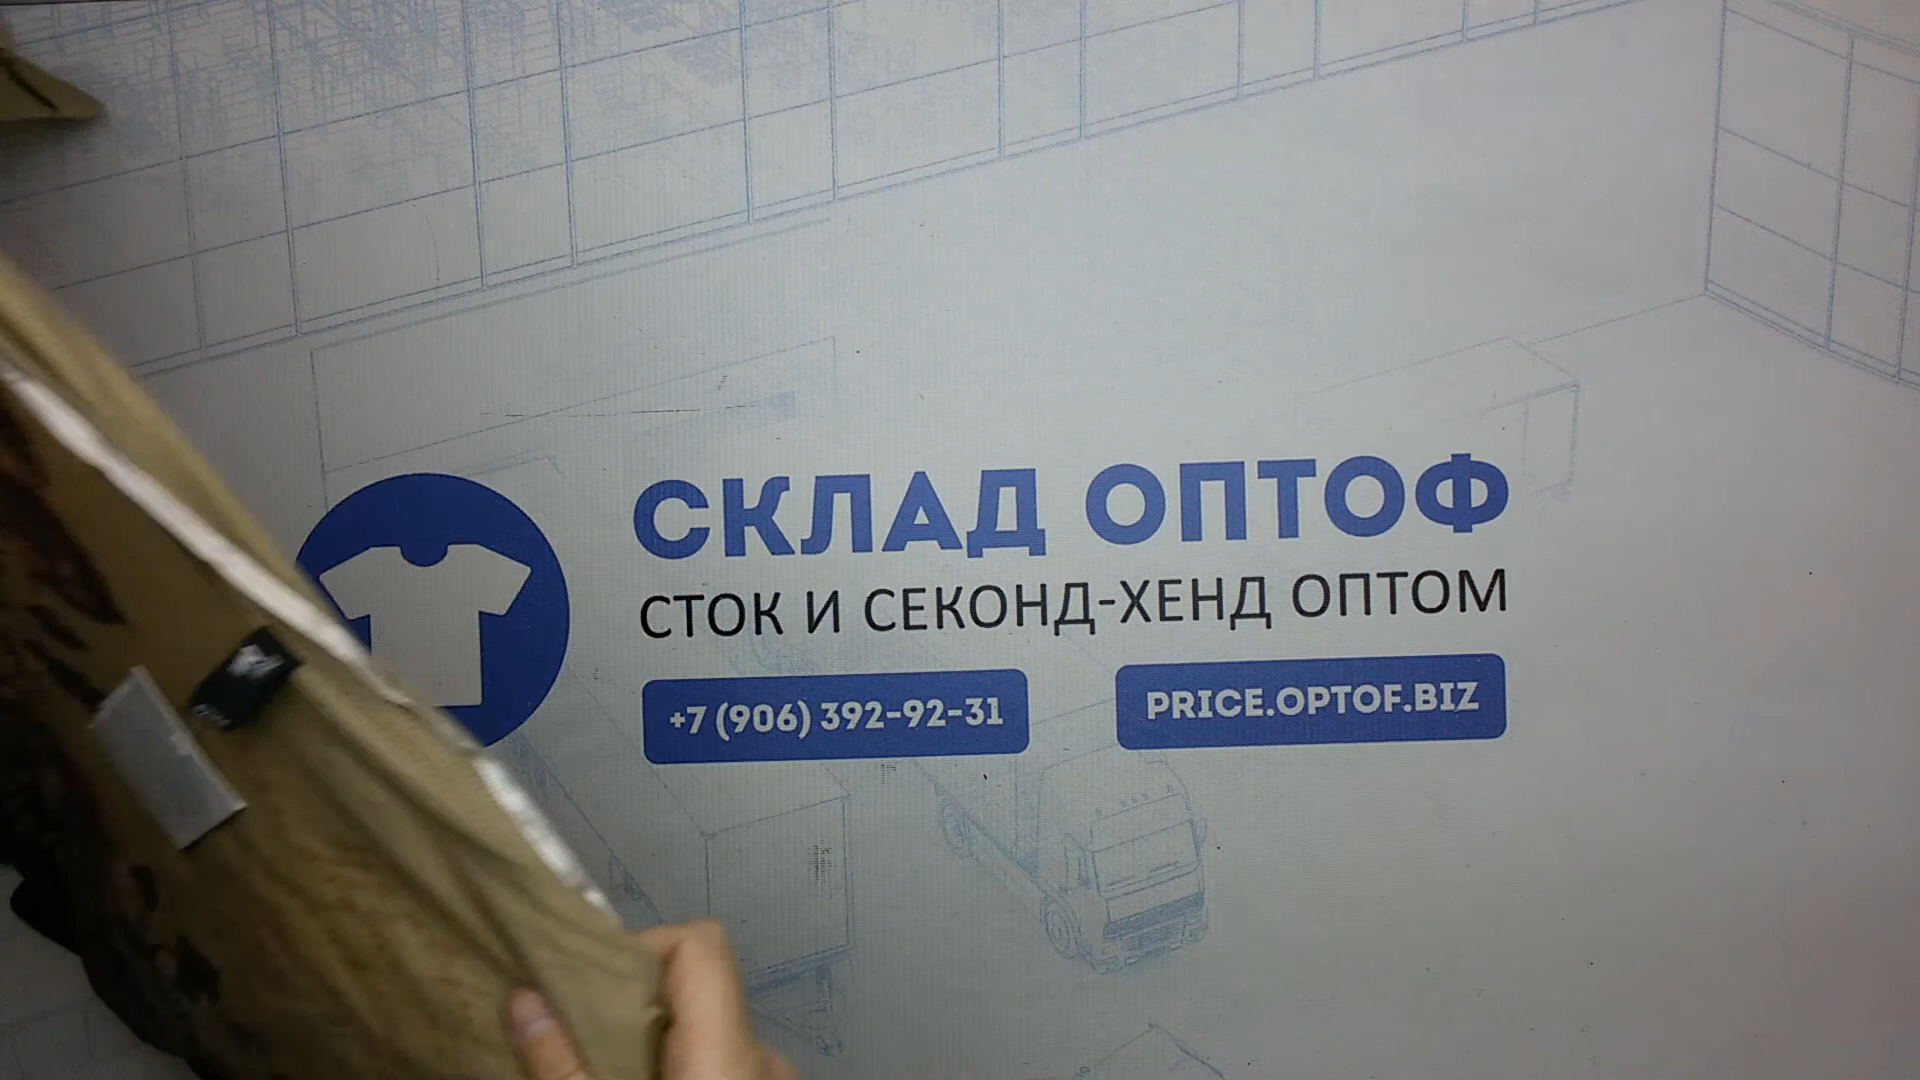 СКЛАД ОПТОФ
СТОК И СЕКОНД-ХЕНД ОПТОМ
+7 (906) 392-92-31
PRICE.OPTOF.BIZ